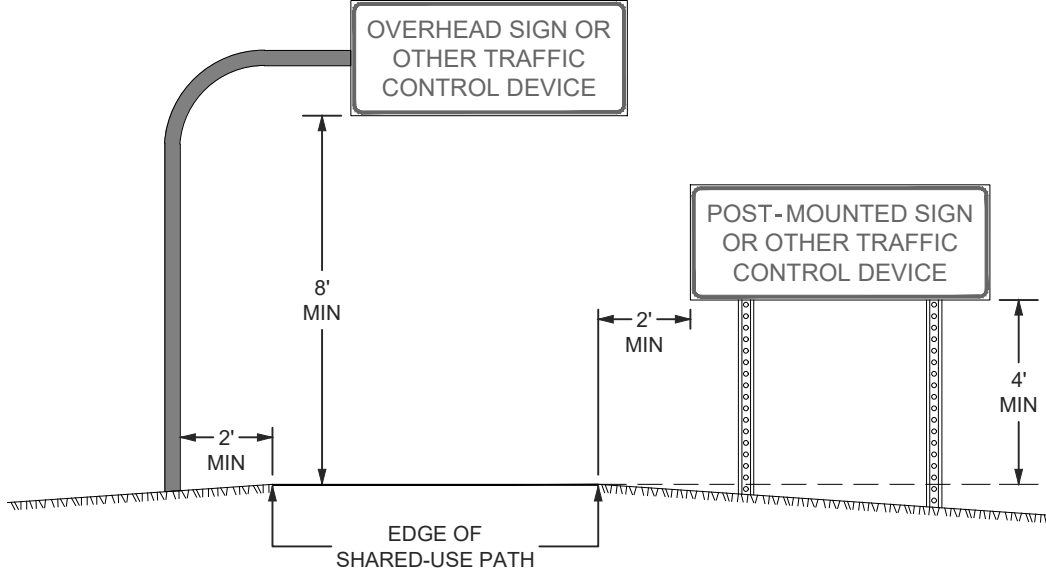 OVERHEAD SIGN OR
OTHER TRAFFIC
CONTROL DEVICE
POST-MOUNTED SIGN
OR OTHER TRAFFIC
CONTROL DEVICE
8'
MIN
2'
MIN
4'
MIN
2'
MIN
EDGE OF
SHARED-USE PATH